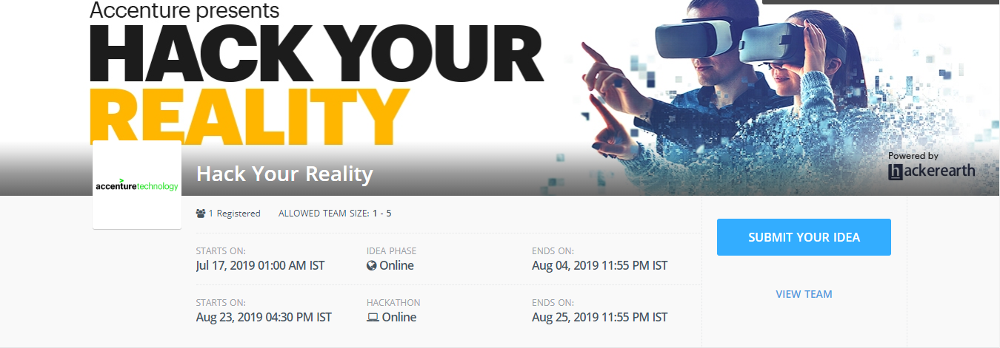 Accenture presents
HACK YOUR
REALITY
Powered by
hackerearth
accenturetechnology
Hack Your Reality
1 Registered ALLOWED TEAM SIZE: 1 - 5
SUBMIT YOUR IDEA
STARTS ON: IDEA PHASE ENDS ON:
Jul 17, 2019 01:00 AM IST Online Aug 04, 2019 11:55 PM IST
VIEW TEAM
STARTS ON: HACKATHON ENDS ON:
Aug 23, 2019 04:30 PM IST Online Aug 25, 2019 11:55 PM IST